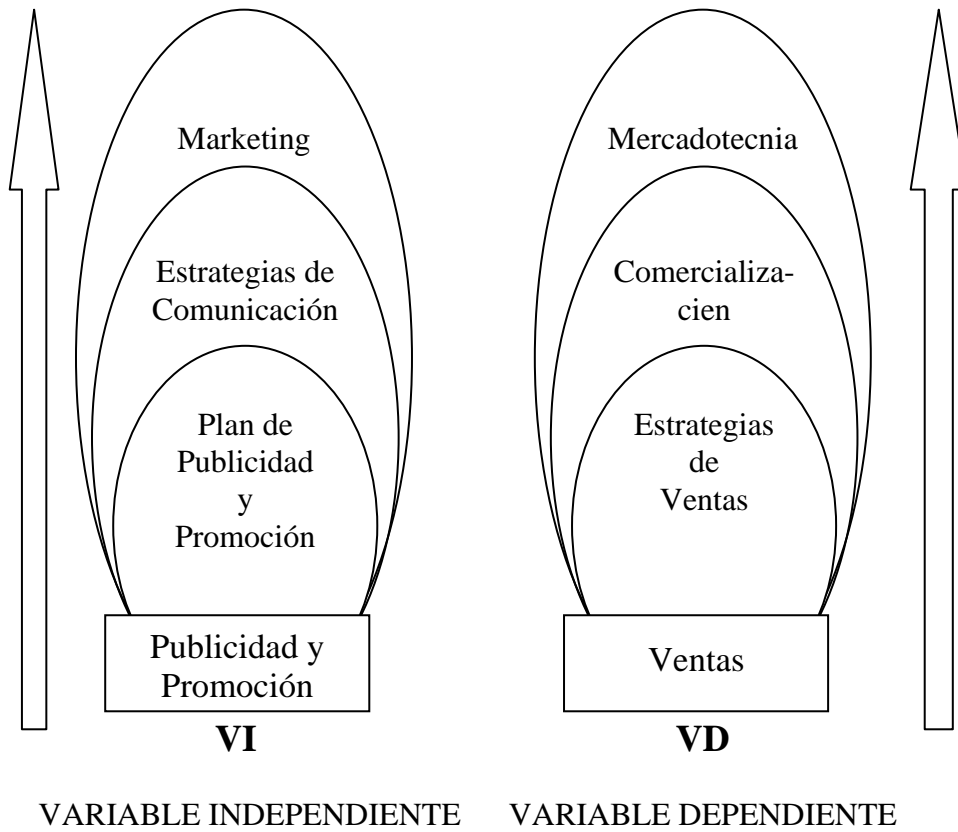 Marketing
Estrategias de
Comunicación
Plan de
Publicidad
y
Promoción
Publicidad y
Promoción
VI
VARIABLE INDEPENDIENTE
Mercadotecnia
Comercializa-
cien
Estrategias
de
Ventas
Ventas
VD
VARIABLE DEPENDIENTE